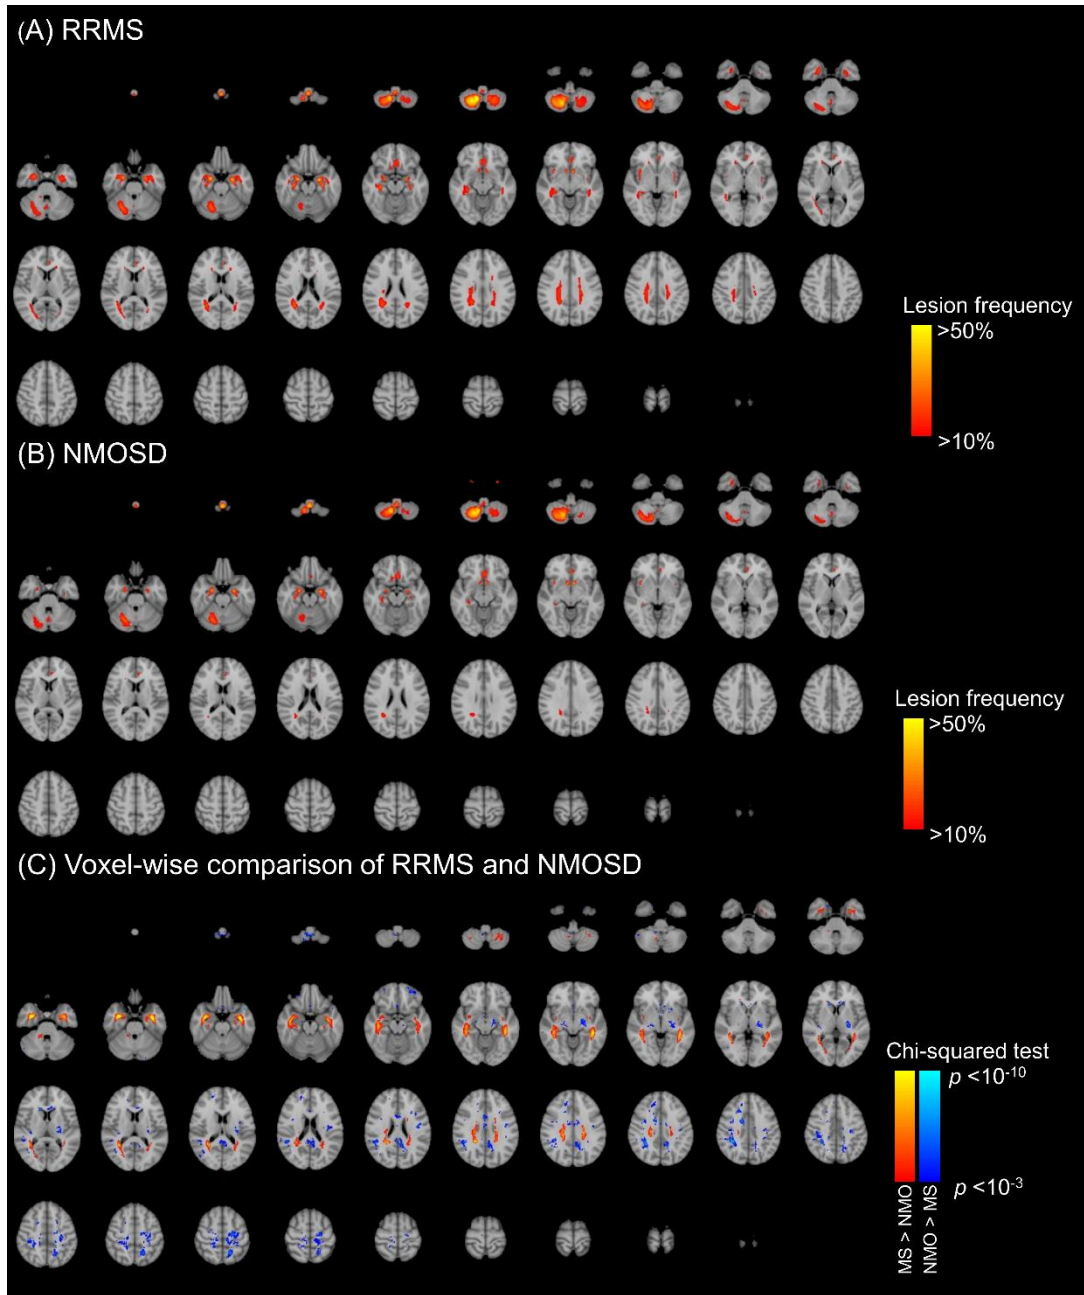 (A) RRMS
Lesion frequency
>50%
>10%
(B) NMOSD
Lesion frequency
>50%
>10%
(C) Voxel-wise comparison of RRMS and NMOSD
Chi-squared test
p <10-10
p <10-3
MS > NMO
NMO > MS